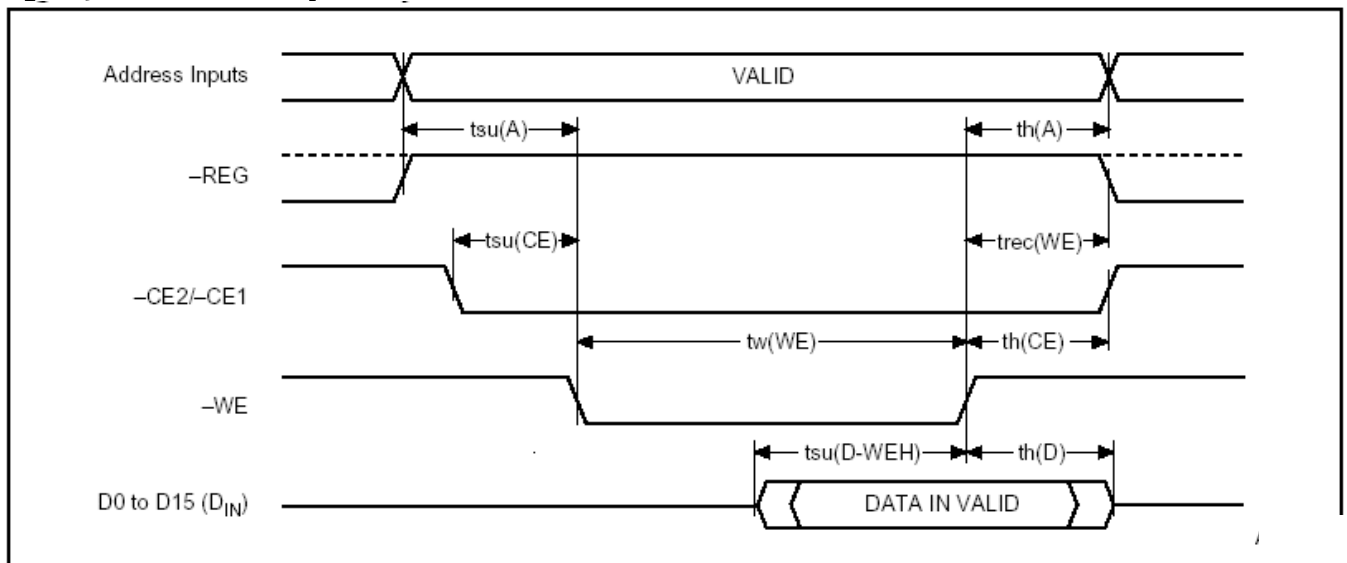 Address Inputs
VALID
tsu(A)
th(A)
–REG
tsu(CE)
trec(WE)
–CE2/–CE1
tw(WE)
th(CE)
–WE
tsu(D-WEH)
th(D)
D0 to D15 (DIN)
DATA IN VALID